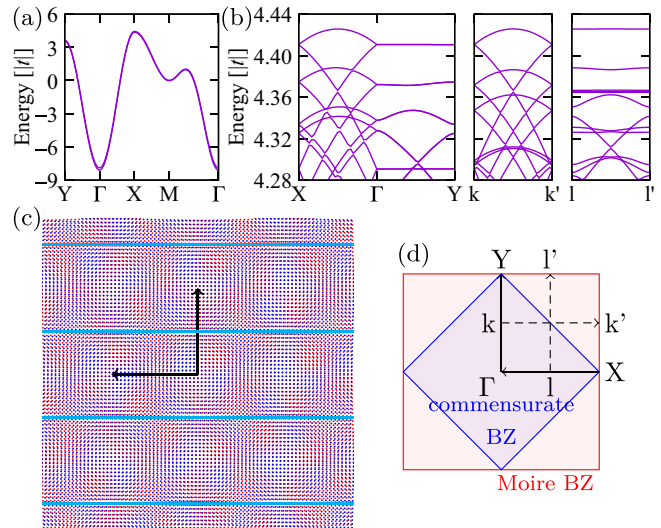 (a)
Energy [|t|]
6
3
0
-3
-6
-9
Y Γ X M Γ
(b)
Energy [|t|]
4.44
4.40
4.36
4.32
4.28
X Γ Y
k k'
l l'
(c)
(d)
Y l'
k k'
Γ l X
commensurate
BZ
Moire BZ